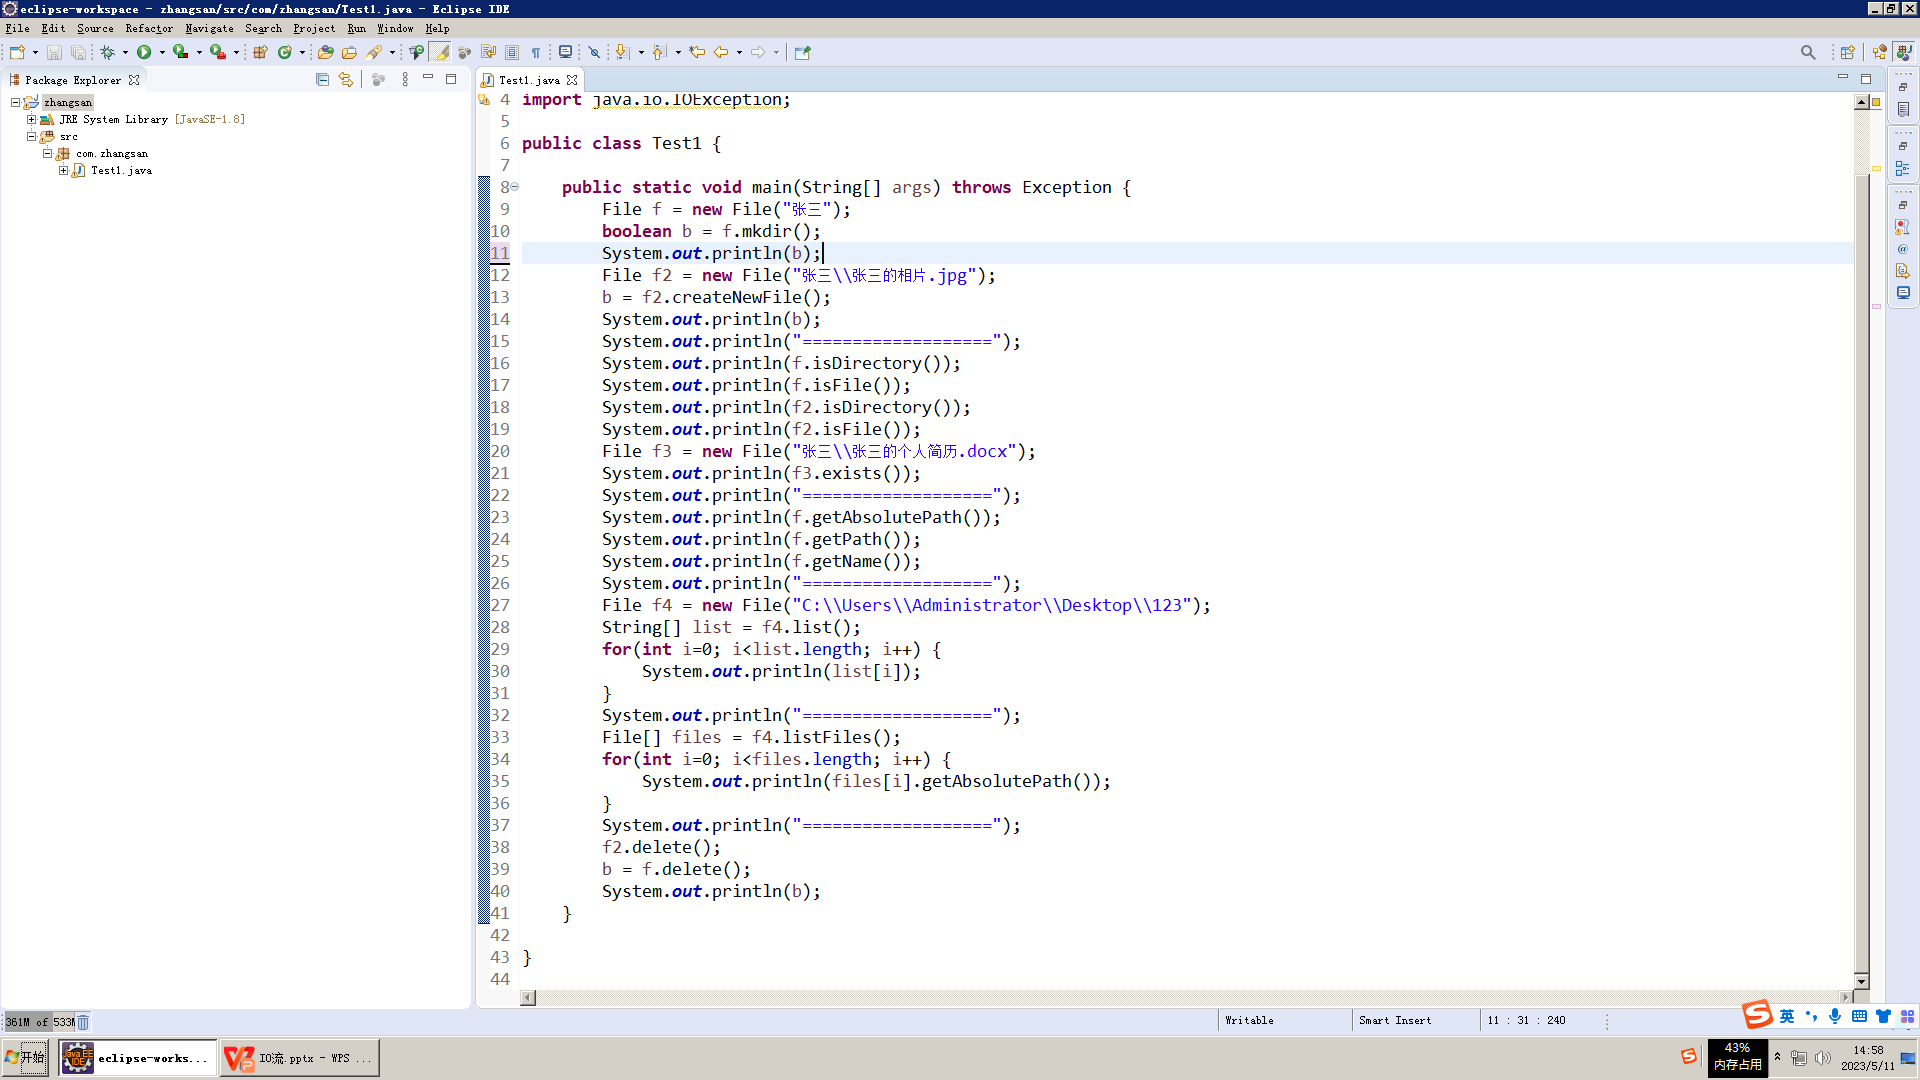 eclipse-workspace - zhangsan/src/com/zhangsan/Test1.java - Eclipse IDE
File Edit Source Refactor Navigate Search Project Run Window Help
Package Explorer
Test1.java
zhangsan
JRE System Library [JavaSE-1.8]
src
com.zhangsan
Test1.java
4 import java.io.IOException;
5
6 public class Test1 {
7
8 public static void main(String[] args) throws Exception {
9 File f = new File("张三");
10 boolean b = f.mkdir();
11 System.out.println(b);
12 File f2 = new File("张三\\张三的相片.jpg");
13 b = f2.createNewFile();
14 System.out.println(b);
15 System.out.println("===================");
16 System.out.println(f.isDirectory());
17 System.out.println(f.isFile());
18 System.out.println(f2.isDirectory());
19 System.out.println(f2.isFile());
20 File f3 = new File("张三\\张三的个人简历.docx");
21 System.out.println(f3.exists());
22 System.out.println("===================");
23 System.out.println(f.getAbsolutePath());
24 System.out.println(f.getPath());
25 System.out.println(f.getName());
26 System.out.println("===================");
27 File f4 = new File("C:\\Users\\Administrator\\Desktop\\123");
28 String[] list = f4.list();
29 for(int i=0; i<list.length; i++) {
30 System.out.println(list[i]);
31 }
32 System.out.println("===================");
33 File[] files = f4.listFiles();
34 for(int i=0; i<files.length; i++) {
35 System.out.println(files[i].getAbsolutePath());
36 }
37 System.out.println("===================");
38 f2.delete();
39 b = f.delete();
40 System.out.println(b);
41 }
42
43 }
44
361M of 533M
Writable
Smart Insert
11 : 31 : 240
英
开始
eclipse-works...
IO流.pptx - WPS ...
43%
内存占用
14:58
2023/5/11